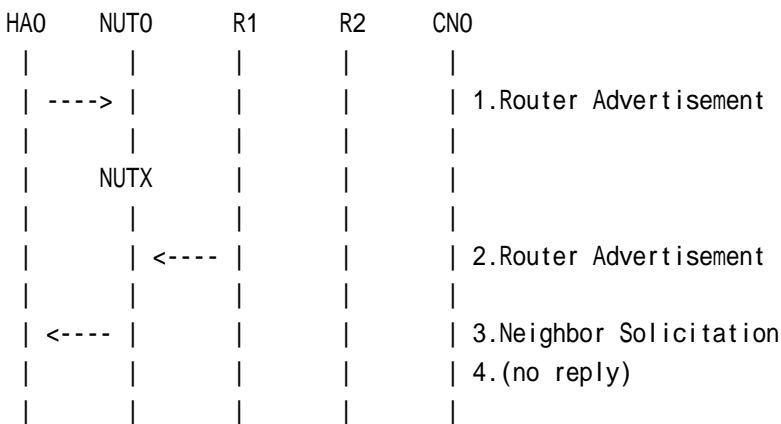 HA0 NUT0 R1 R2 CN0
| | | | |
| ----> | | | | 1.Router Advertisement
| | | | |
| NUTX | | |
| | | | |
| | <---- | | | 2.Router Advertisement
| | | | |
| <---- | | | | 3.Neighbor Solicitation
| | | | | 4.(no reply)
| | | | |